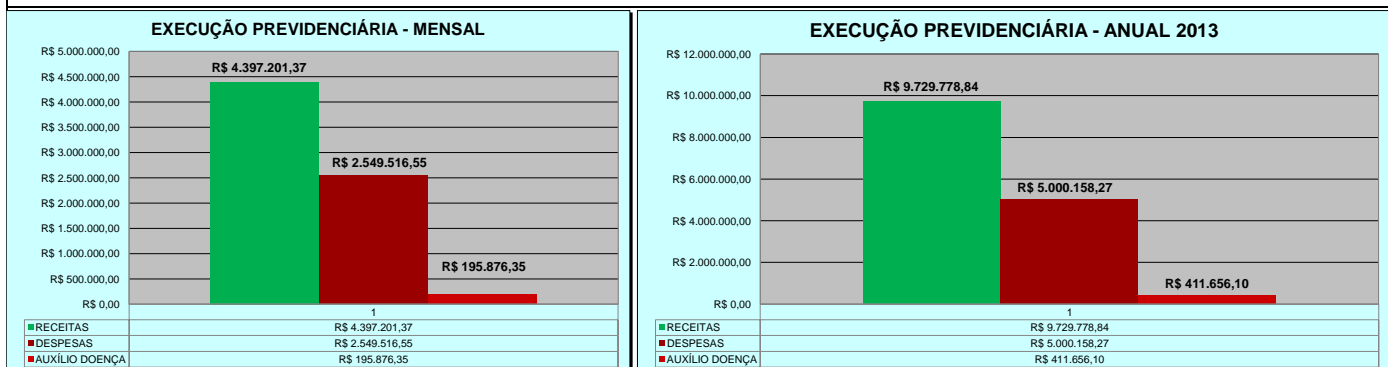 EXECUÇÃO PREVIDENCIÁRIA - MENSAL
R$ 5.000.000,00
R$ 4.500.000,00
R$ 4.000.000,00
R$ 3.500.000,00
R$ 3.000.000,00
R$ 2.500.000,00
R$ 2.000.000,00
R$ 1.500.000,00
R$ 1.000.000,00
R$ 500.000,00
R$ 0,00
R$ 4.397.201,37
R$ 2.549.516,55
R$ 195.876,35
1
RECEITAS R$ 4.397.201,37
DESPESAS R$ 2.549.516,55
AUXÍLIO DOENÇA R$ 195.876,35
EXECUÇÃO PREVIDENCIÁRIA - ANUAL 2013
R$ 12.000.000,00
R$ 10.000.000,00
R$ 8.000.000,00
R$ 6.000.000,00
R$ 4.000.000,00
R$ 2.000.000,00
R$ 0,00
R$ 9.729.778,84
R$ 5.000.158,27
R$ 411.656,10
1
RECEITAS R$ 9.729.778,84
DESPESAS R$ 5.000.158,27
AUXÍLIO DOENÇA R$ 411.656,10